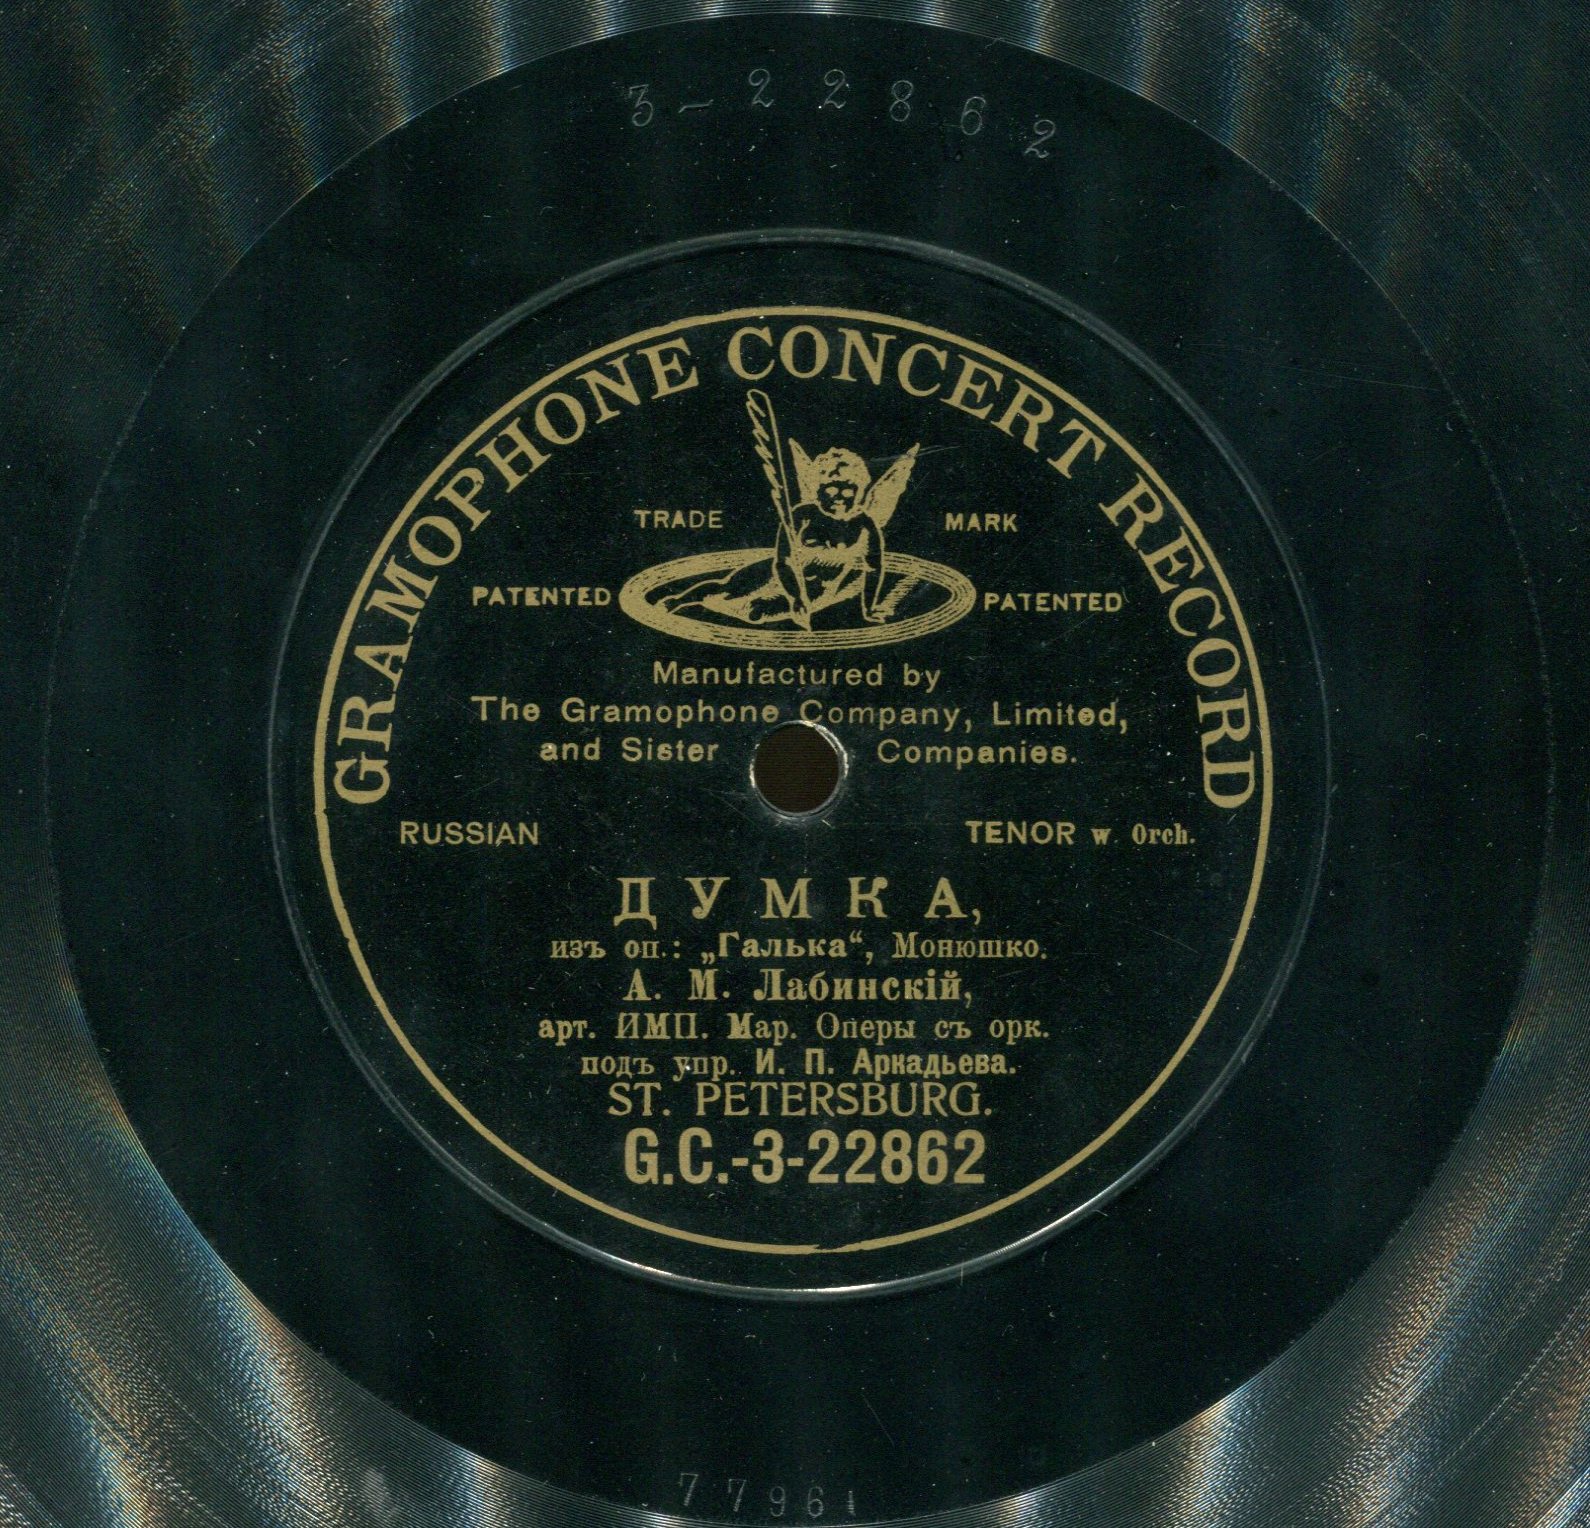 3-22862
GRAMOPHONE CONCERT RECORD
TRADE MARK
PATENTED PATENTED
Manufactured by
The Gramophone Company, Limited,
and Sister Companies.
RUSSIAN TENOR w. Orch.
ДУМКА,
изъ оп.: „Галька“, Монюшко.
А. М. Лабинскій,
арт. ИМП. Мар. Оперы съ орк.
подъ упр. И. П. Аркадьева.
ST. PETERSBURG.
G.C.-3-22862
77961